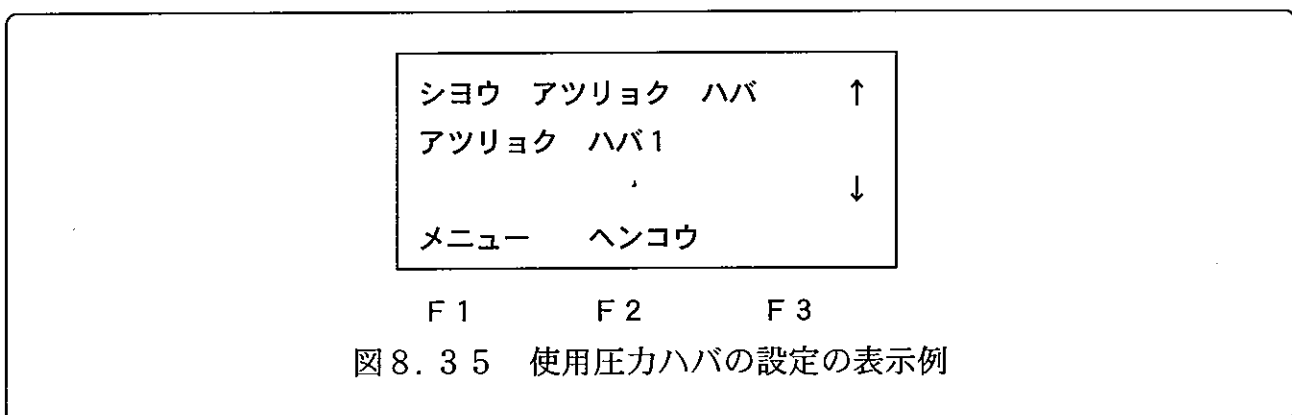 シヨウ アツリョク ハバ ↑
アツリョク ハバ1
↓
メニュー ヘンコウ
F1 F2 F3
図8.35 使用圧力ハバの設定の表示例